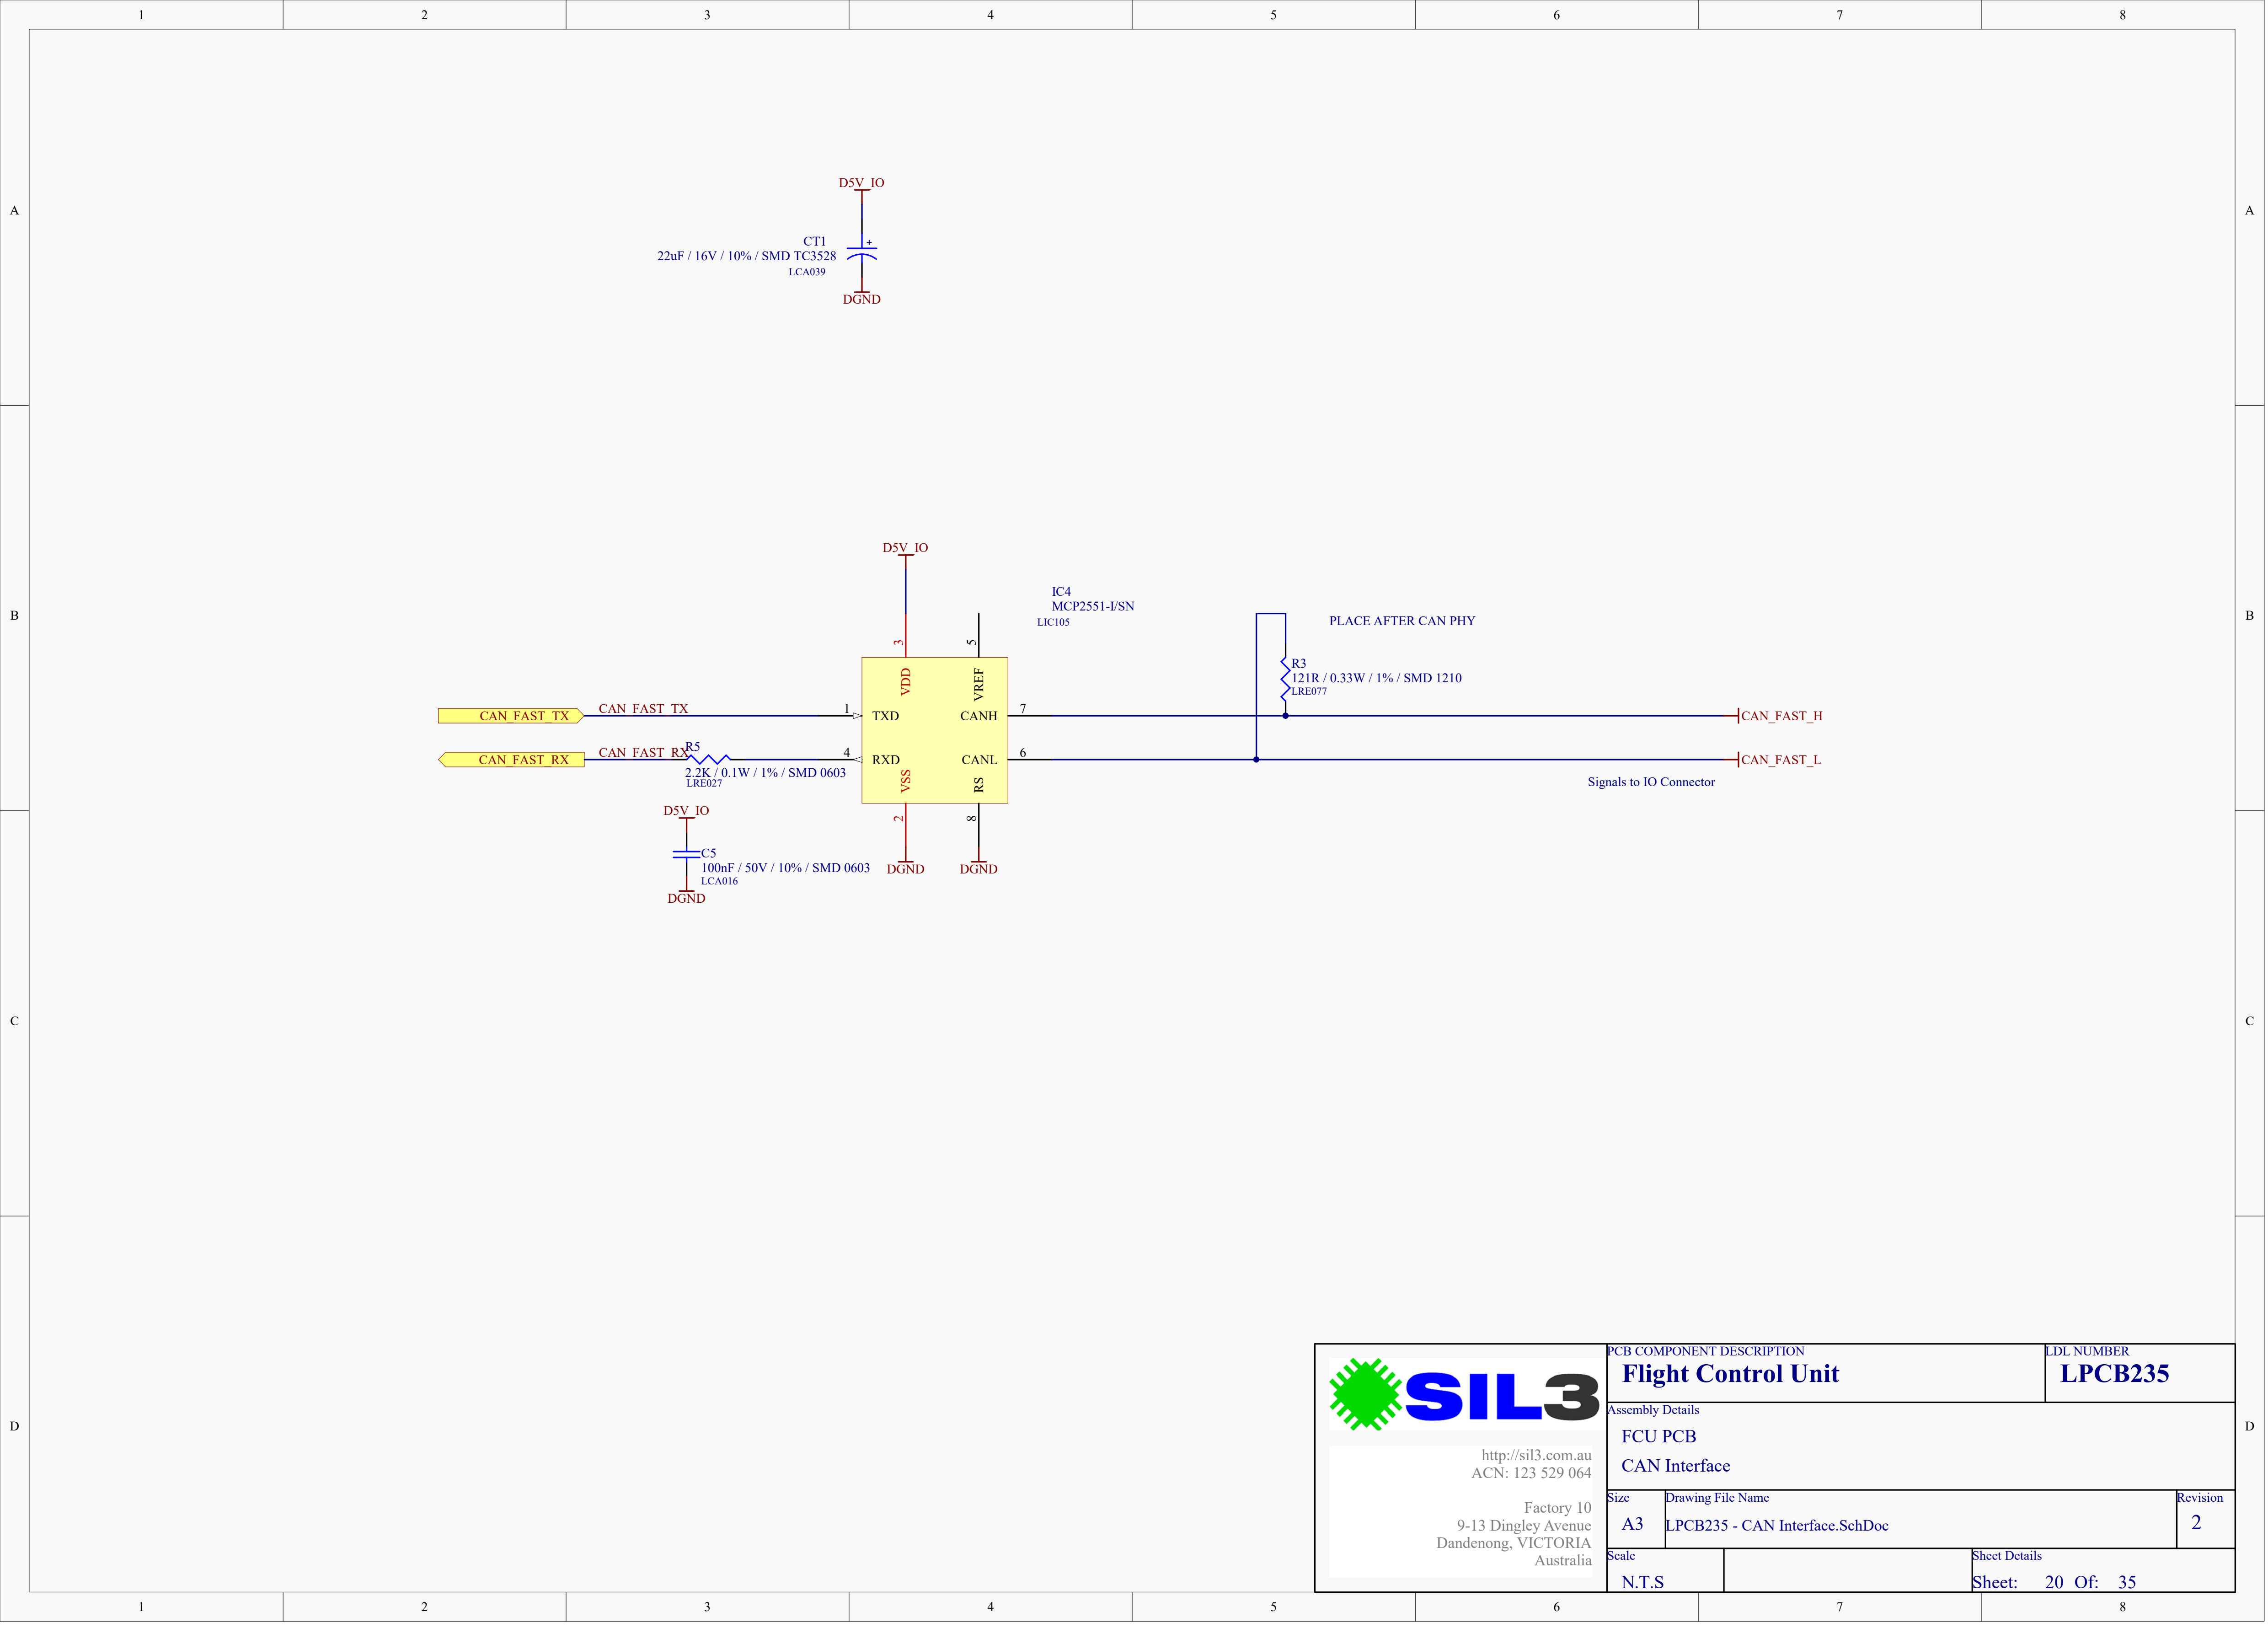 1 2 3 4 5 6 7 8
A A
D5V_IO
CT1
22uF / 16V / 10% / SMD TC3528
LCA039
DGND
D5V_IO
IC4
MCP2551-I/SN
LIC105
B B
PLACE AFTER CAN PHY
3 5
VDD VREF
R3
121R / 0.33W / 1% / SMD 1210
LRE077
CAN_FAST_TX CAN_FAST_TX 1 TXD CANH 7 CAN_FAST_H
CAN_FAST_RX CAN_FAST_RX R5 4 RXD CANL 6 CAN_FAST_L
2.2K / 0.1W / 1% / SMD 0603
LRE027
VSS RS
Signals to IO Connector
2 8
D5V_IO
C5
100nF / 50V / 10% / SMD 0603
LCA016
DGND
DGND DGND
C C
D D
SIL3
http://sil3.com.au
ACN: 123 529 064
Factory 10
9-13 Dingley Avenue
Dandenong, VICTORIA
Australia
PCB COMPONENT DESCRIPTION
Flight Control Unit
LDL NUMBER
LPCB235
Assembly Details
FCU PCB
CAN Interface
Size
A3
Drawing File Name
LPCB235 - CAN Interface.SchDoc
Revision
2
Scale
N.T.S
Sheet Details
Sheet: 20 Of: 35
1 2 3 4 5 6 7 8